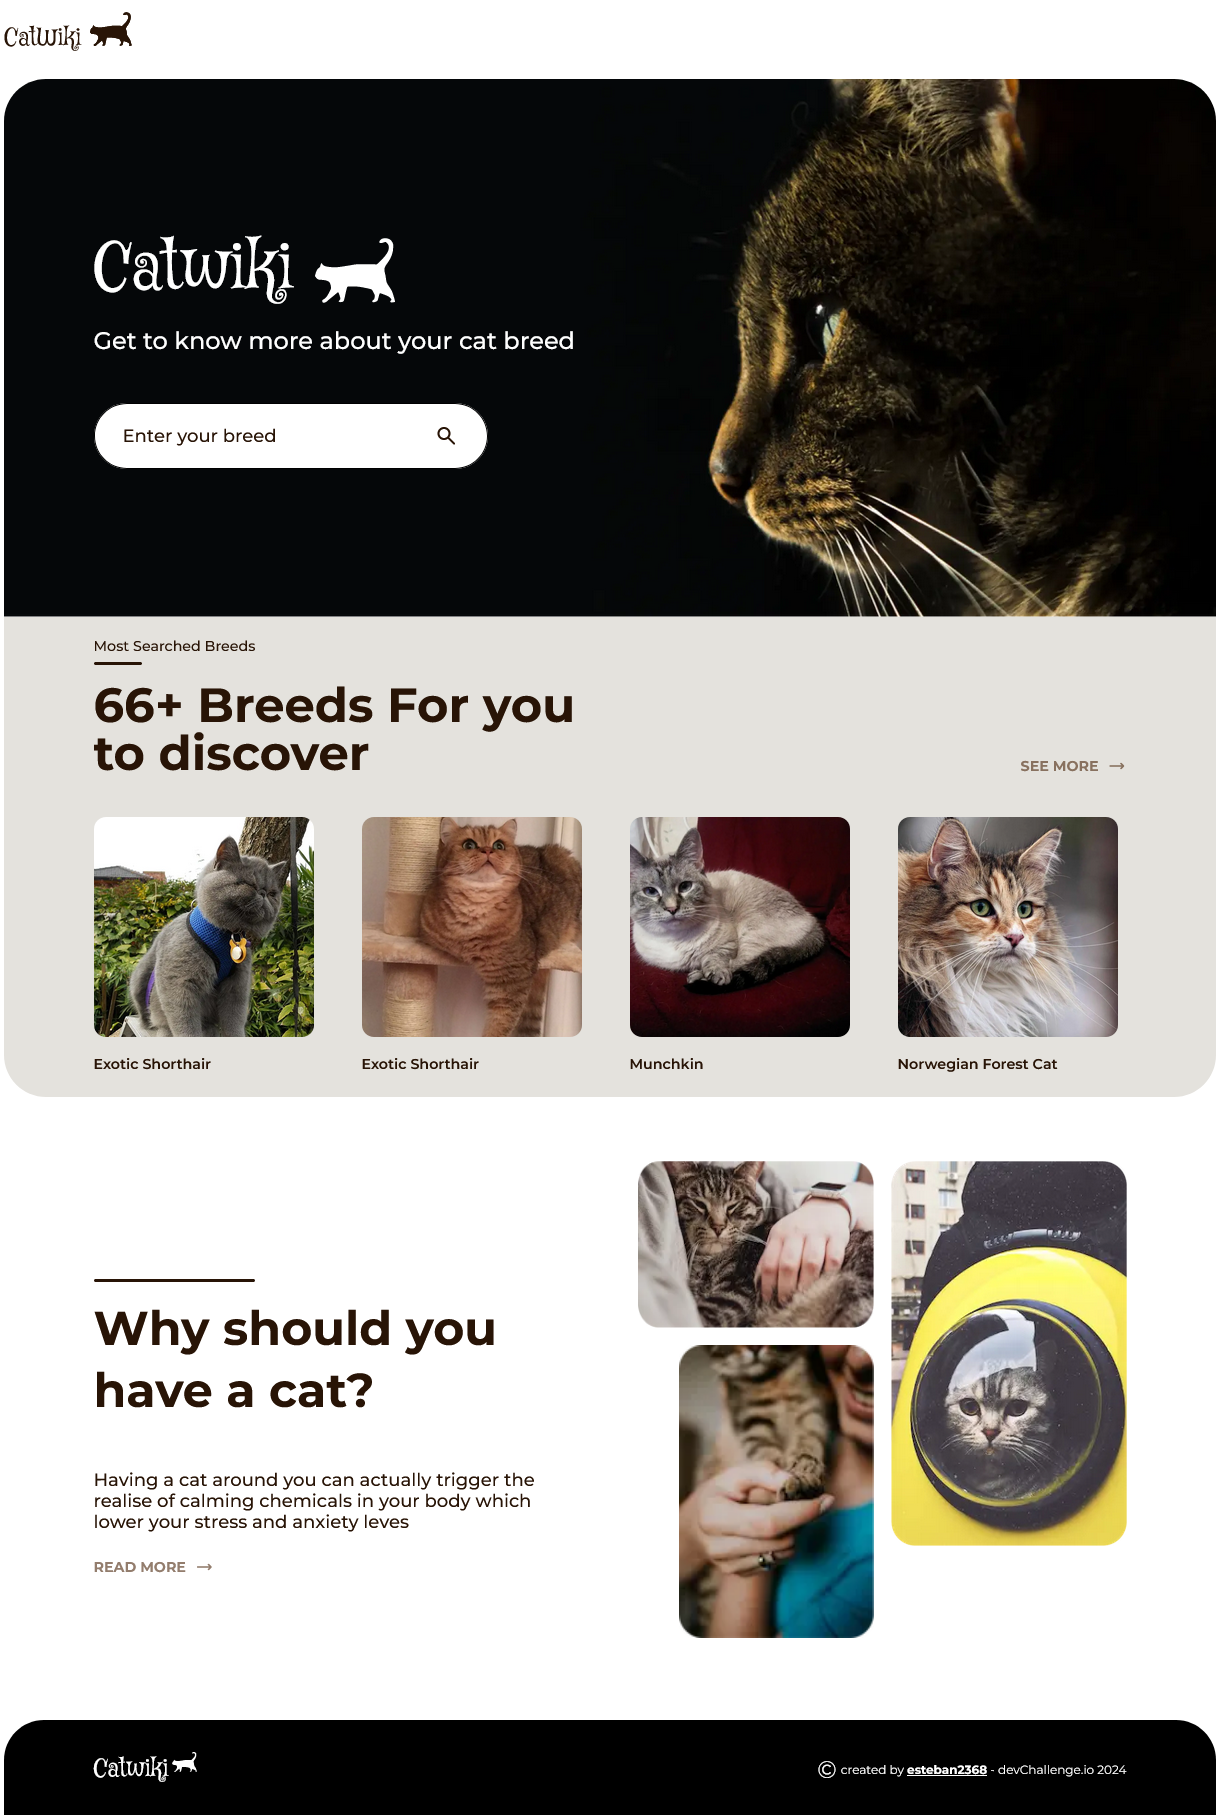 Catwiki
Catwiki
Get to know more about your cat breed
Enter your breed
Most Searched Breeds
66+ Breeds For you
to discover
SEE MORE
Exotic Shorthair
Exotic Shorthair
Munchkin
Norwegian Forest Cat
Why should you
have a cat?
Having a cat around you can actually trigger the
realise of calming chemicals in your body which
lower your stress and anxiety leves
READ MORE
Catwiki
© created by esteban2368 - devChallenge.io 2024